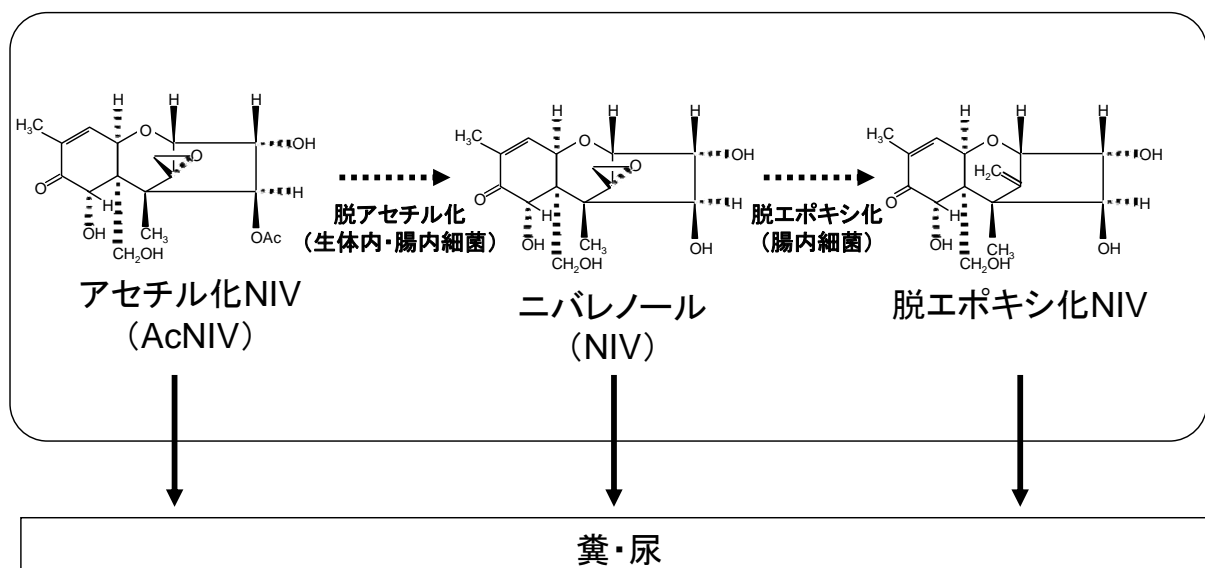 H H H
H₃C O O OH
O H H
OH CH₃ OAc
CH₂OH
アセチル化NIV
（AcNIV）
脱アセチル化
（生体内・腸内細菌）
H H H
H₃C O O OH
O H H
OH CH₃ OH
CH₂OH
ニバレノール
（NIV）
脱エポキシ化
（腸内細菌）
H H H
H₃C O OH
H₂C
O H H
OH CH₃ OH
CH₂OH
脱エポキシ化NIV
糞・尿